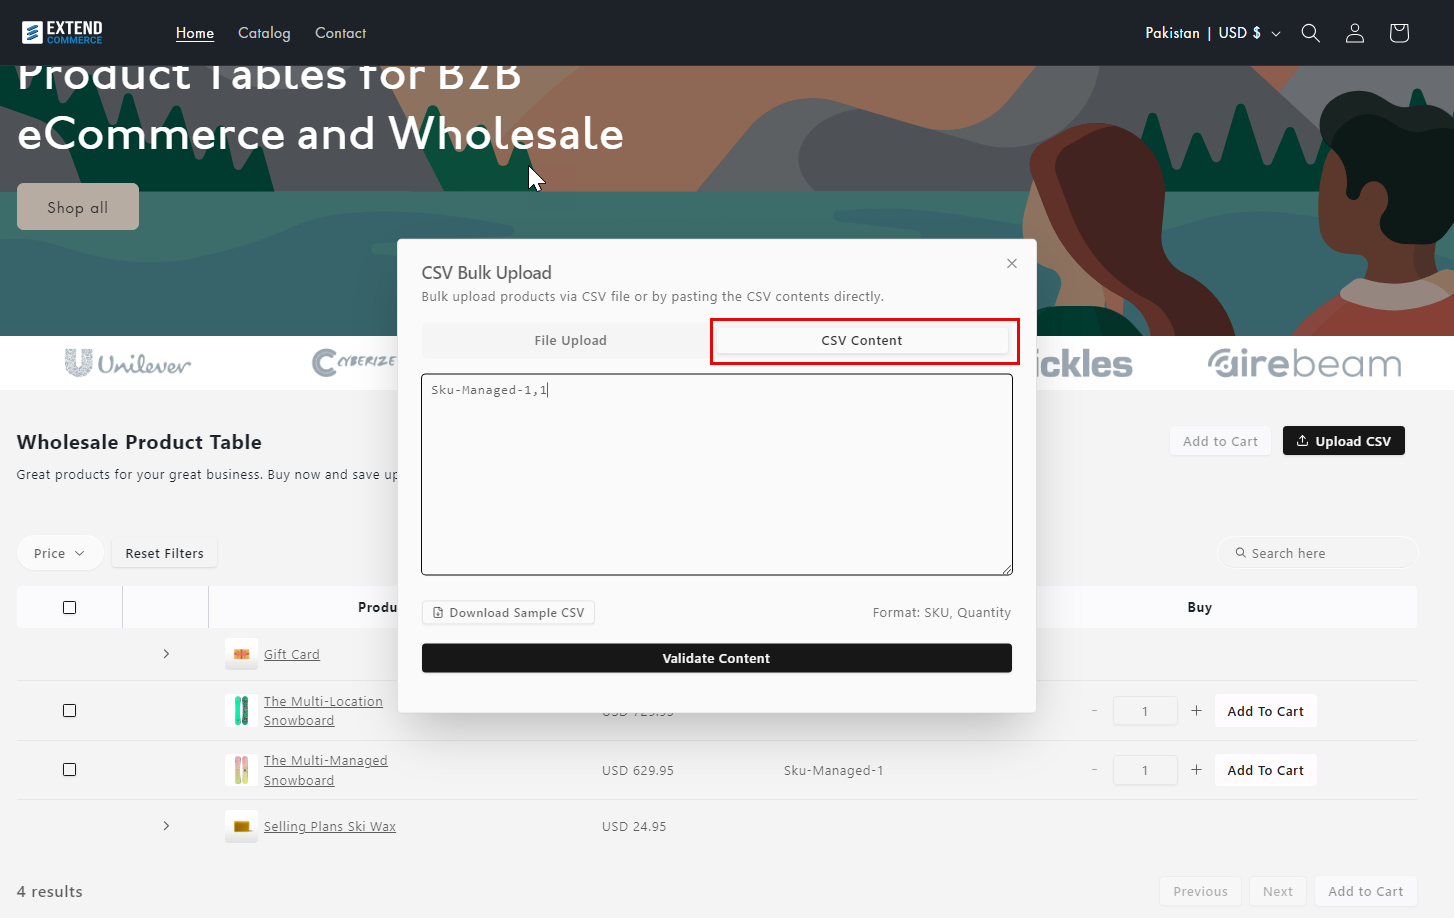 EXTEND
COMMERCE
Home
Catalog
Contact
Pakistan | USD $
Product Tables for B2B
eCommerce and Wholesale
Shop all
CSV Bulk Upload
Bulk upload products via CSV file or by pasting the CSV contents directly.
File Upload
CSV Content
Unilever
CYBERIZE
ickles
airebeam
Sku-Managed-1,1
Wholesale Product Table
Add to Cart
Upload CSV
Great products for your great business. Buy now and save up
Price
Reset Filters
Search here
Produ
Buy
Download Sample CSV
Format: SKU, Quantity
Validate Content
Gift Card
The Multi-Location
Snowboard
USD 729.95
- 1 + Add To Cart
The Multi-Managed
Snowboard
USD 629.95
Sku-Managed-1
- 1 + Add To Cart
Selling Plans Ski Wax
USD 24.95
4 results
Previous
Next
Add to Cart